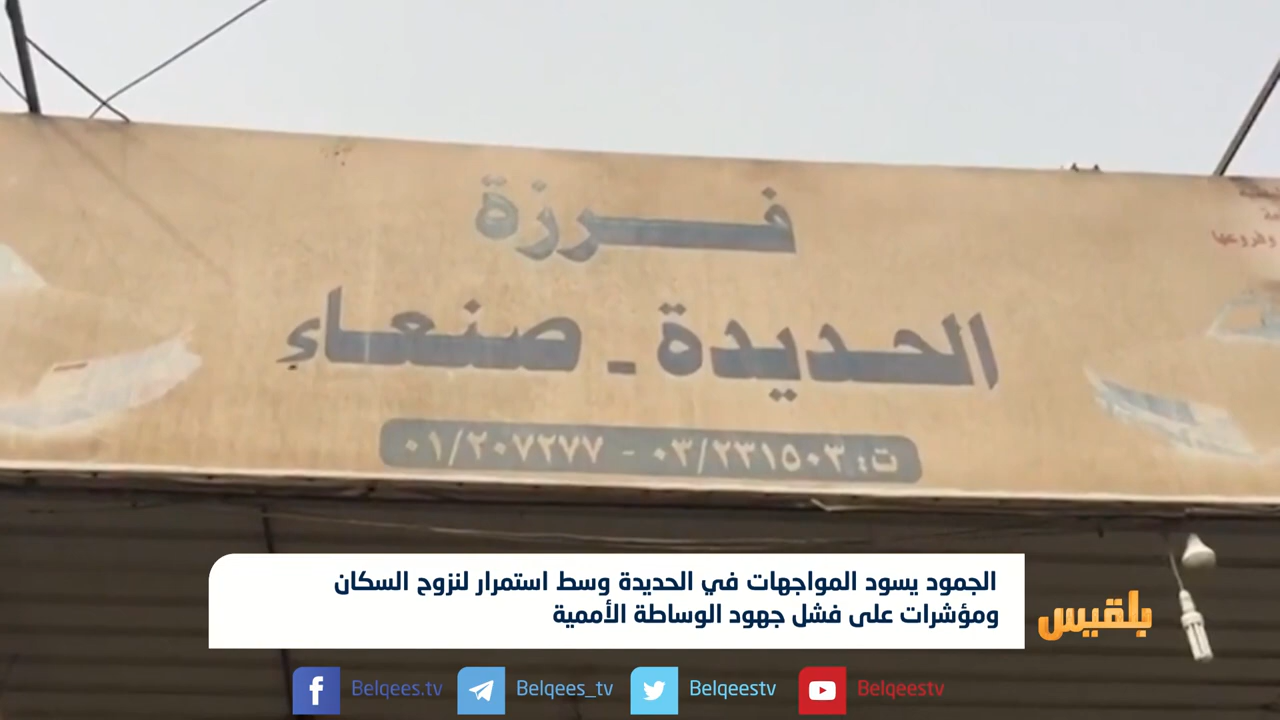 فرزة
الحديدة - صنعاء
ت: ٠٣/٢٣١٥٠٣ - ٠١/٢٠٧٢٧٧
وفروعها
الجمود يسود المواجهات في الحديدة وسط استمرار لنزوح السكان
ومؤشرات على فشل جهود الوساطة الأممية
بلقيس
Belqees.tv
Belqees_tv
Belqeestv
Belqeestv